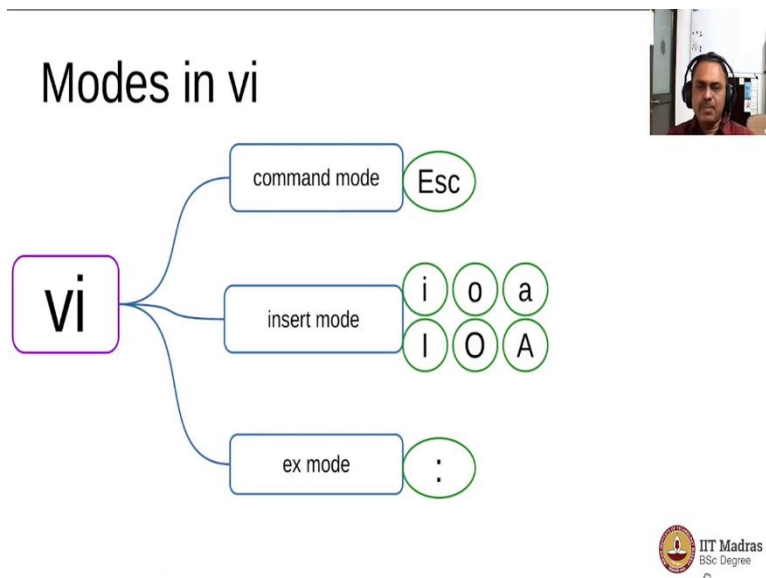 Modes in vi
command mode
Esc
vi
insert mode
i o a
I O A
ex mode
:
IIT Madras
BSc Degree